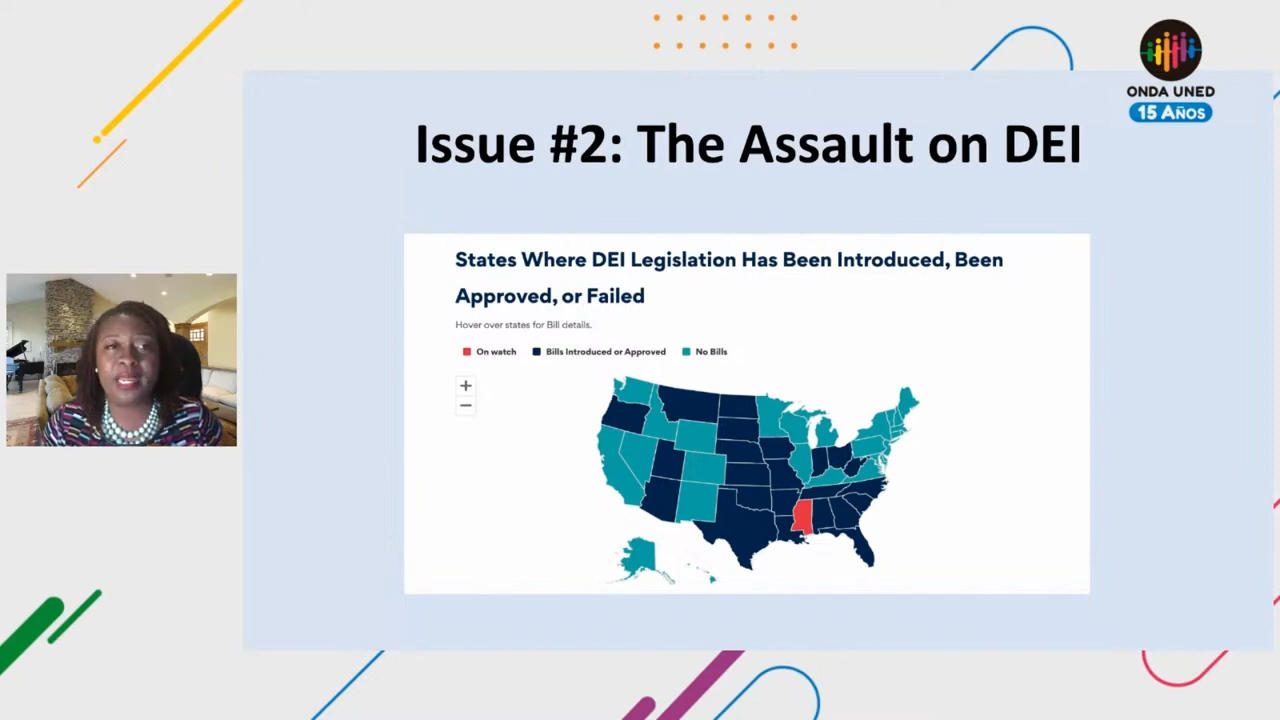 ONDA UNED
15 AÑOS
Issue #2: The Assault on DEI
States Where DEI Legislation Has Been Introduced, Been
Approved, or Failed
Hover over states for Bill details.
On watch
Bills Introduced or Approved
No Bills
+
−